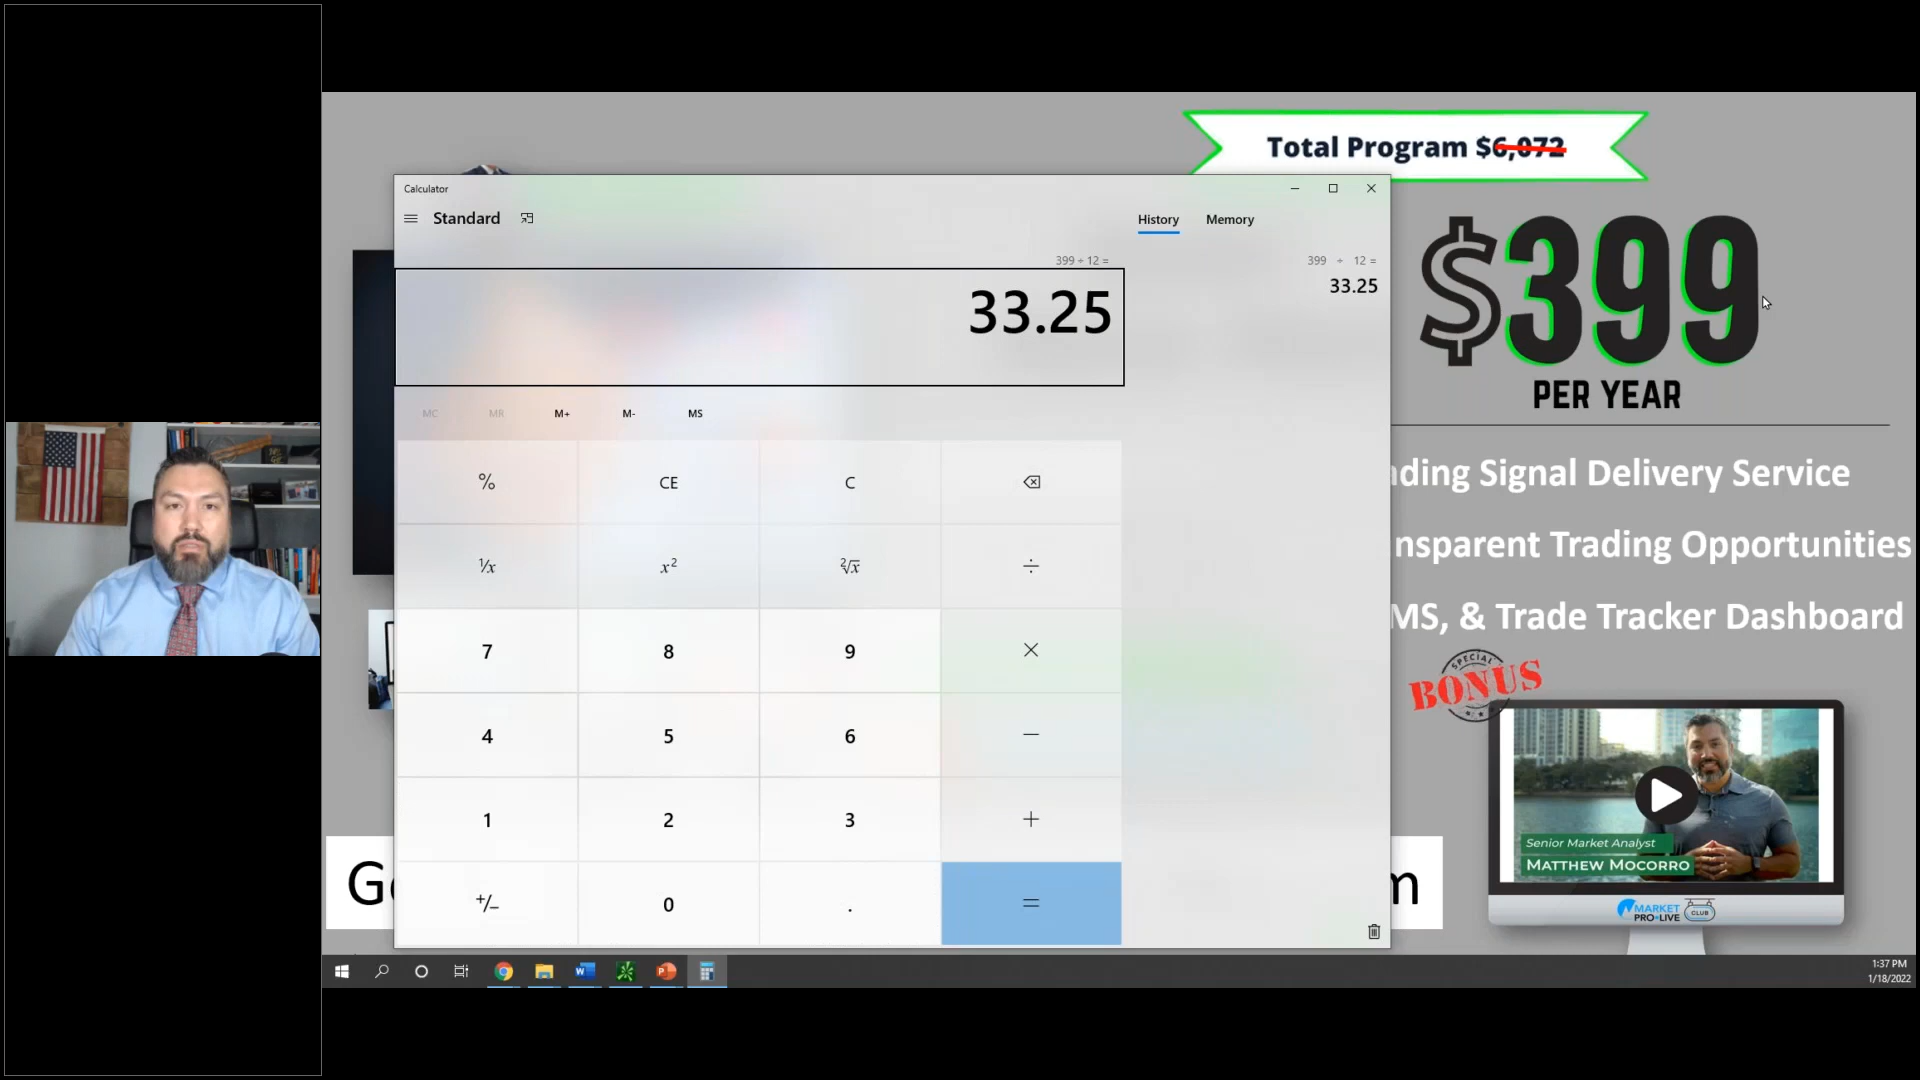 Total Program $6,072
Calculator
Standard
History
Memory
399 ÷ 12 =
33.25
399 ÷ 12 =
33.25
$399
PER YEAR
MC
MR
M+
M-
MS
%
CE
C
⅟x
x²
²√x
÷
7
8
9
×
4
5
6
−
1
2
3
+
+/−
0
.
=
ading Signal Delivery Service
nsparent Trading Opportunities
MS, & Trade Tracker Dashboard
SPECIAL
BONUS
Senior Market Analyst
MATTHEW MOCORRO
MARKET
PRO•LIVE
CLUB
G
m
1:37 PM
1/18/2022